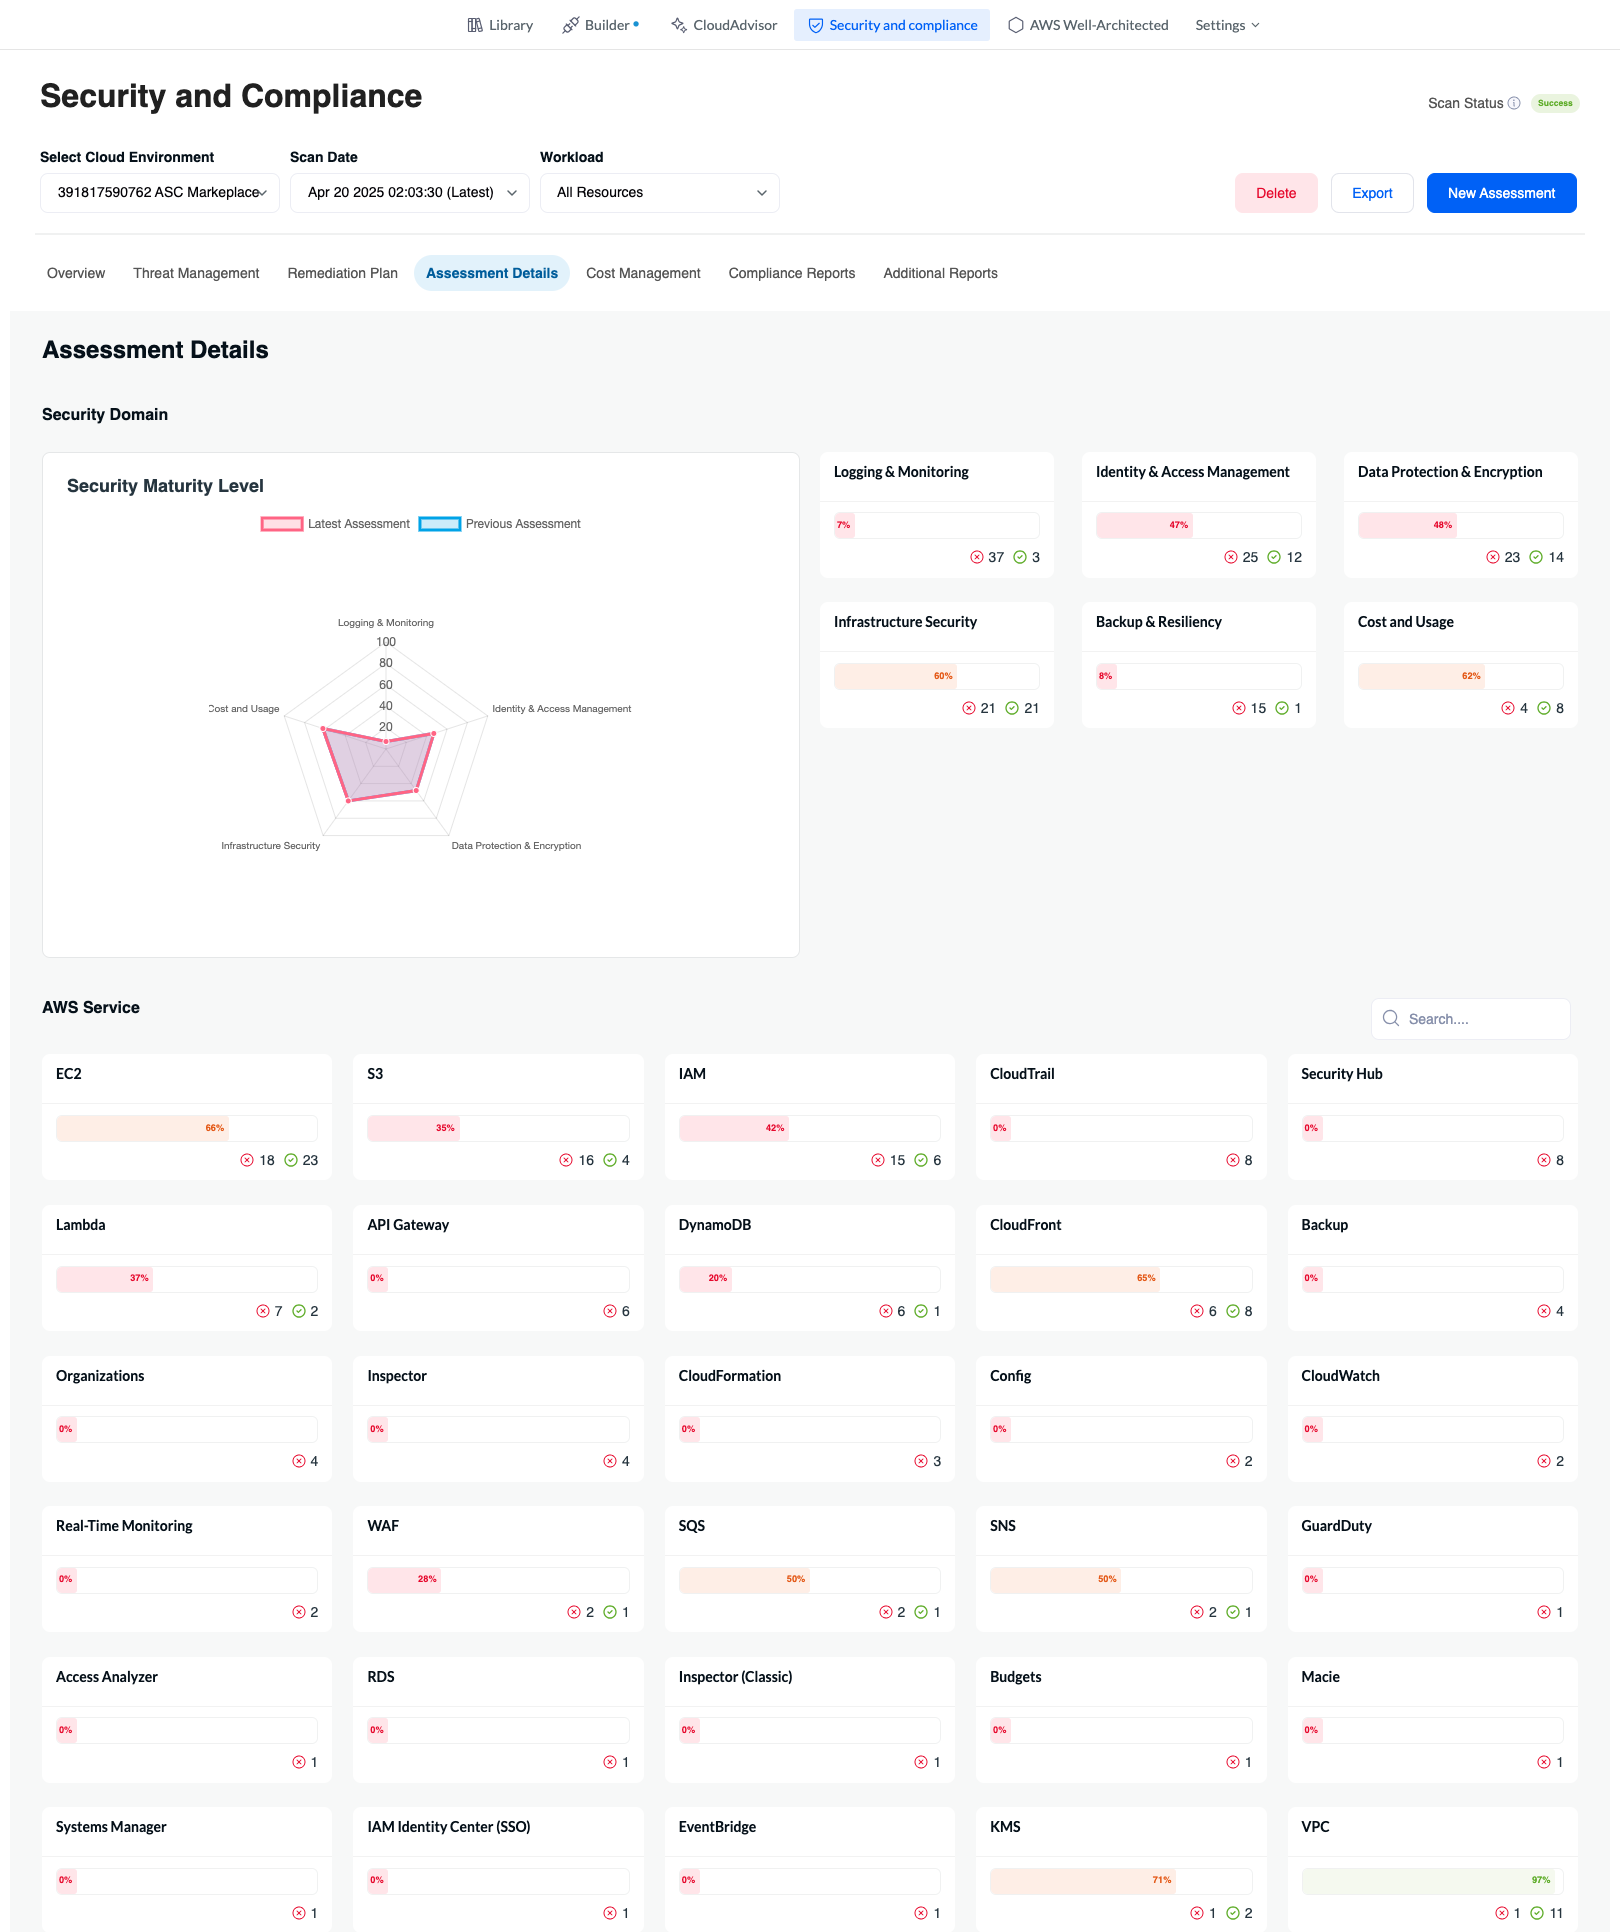 Library
Builder
CloudAdvisor
Security and compliance
AWS Well-Architected
Settings
Security and Compliance
Scan Status
Success
Select Cloud Environment
Scan Date
Workload
391817590762 ASC Markeplace
Apr 20 2025 02:03:30 (Latest)
All Resources
Delete
Export
New Assessment
Overview
Threat Management
Remediation Plan
Assessment Details
Cost Management
Compliance Reports
Additional Reports
Assessment Details
Security Domain
Security Maturity Level
Latest Assessment
Previous Assessment
Logging & Monitoring
100
80
60
40
20
Cost and Usage
Identity & Access Management
Infrastructure Security
Data Protection & Encryption
Logging & Monitoring
7%
37 3
Identity & Access Management
47%
25 12
Data Protection & Encryption
48%
23 14
Infrastructure Security
60%
21 21
Backup & Resiliency
8%
15 1
Cost and Usage
62%
4 8
AWS Service
Search....
EC2
66%
18 23
S3
35%
16 4
IAM
42%
15 6
CloudTrail
0%
8
Security Hub
0%
8
Lambda
37%
7 2
API Gateway
0%
6
DynamoDB
20%
6 1
CloudFront
65%
6 8
Backup
0%
4
Organizations
0%
4
Inspector
0%
4
CloudFormation
0%
3
Config
0%
2
CloudWatch
0%
2
Real-Time Monitoring
0%
2
WAF
28%
2 1
SQS
50%
2 1
SNS
50%
2 1
GuardDuty
0%
1
Access Analyzer
0%
1
RDS
0%
1
Inspector (Classic)
0%
1
Budgets
0%
1
Macie
0%
1
Systems Manager
0%
1
IAM Identity Center (SSO)
0%
1
EventBridge
0%
1
KMS
71%
1 2
VPC
97%
1 11